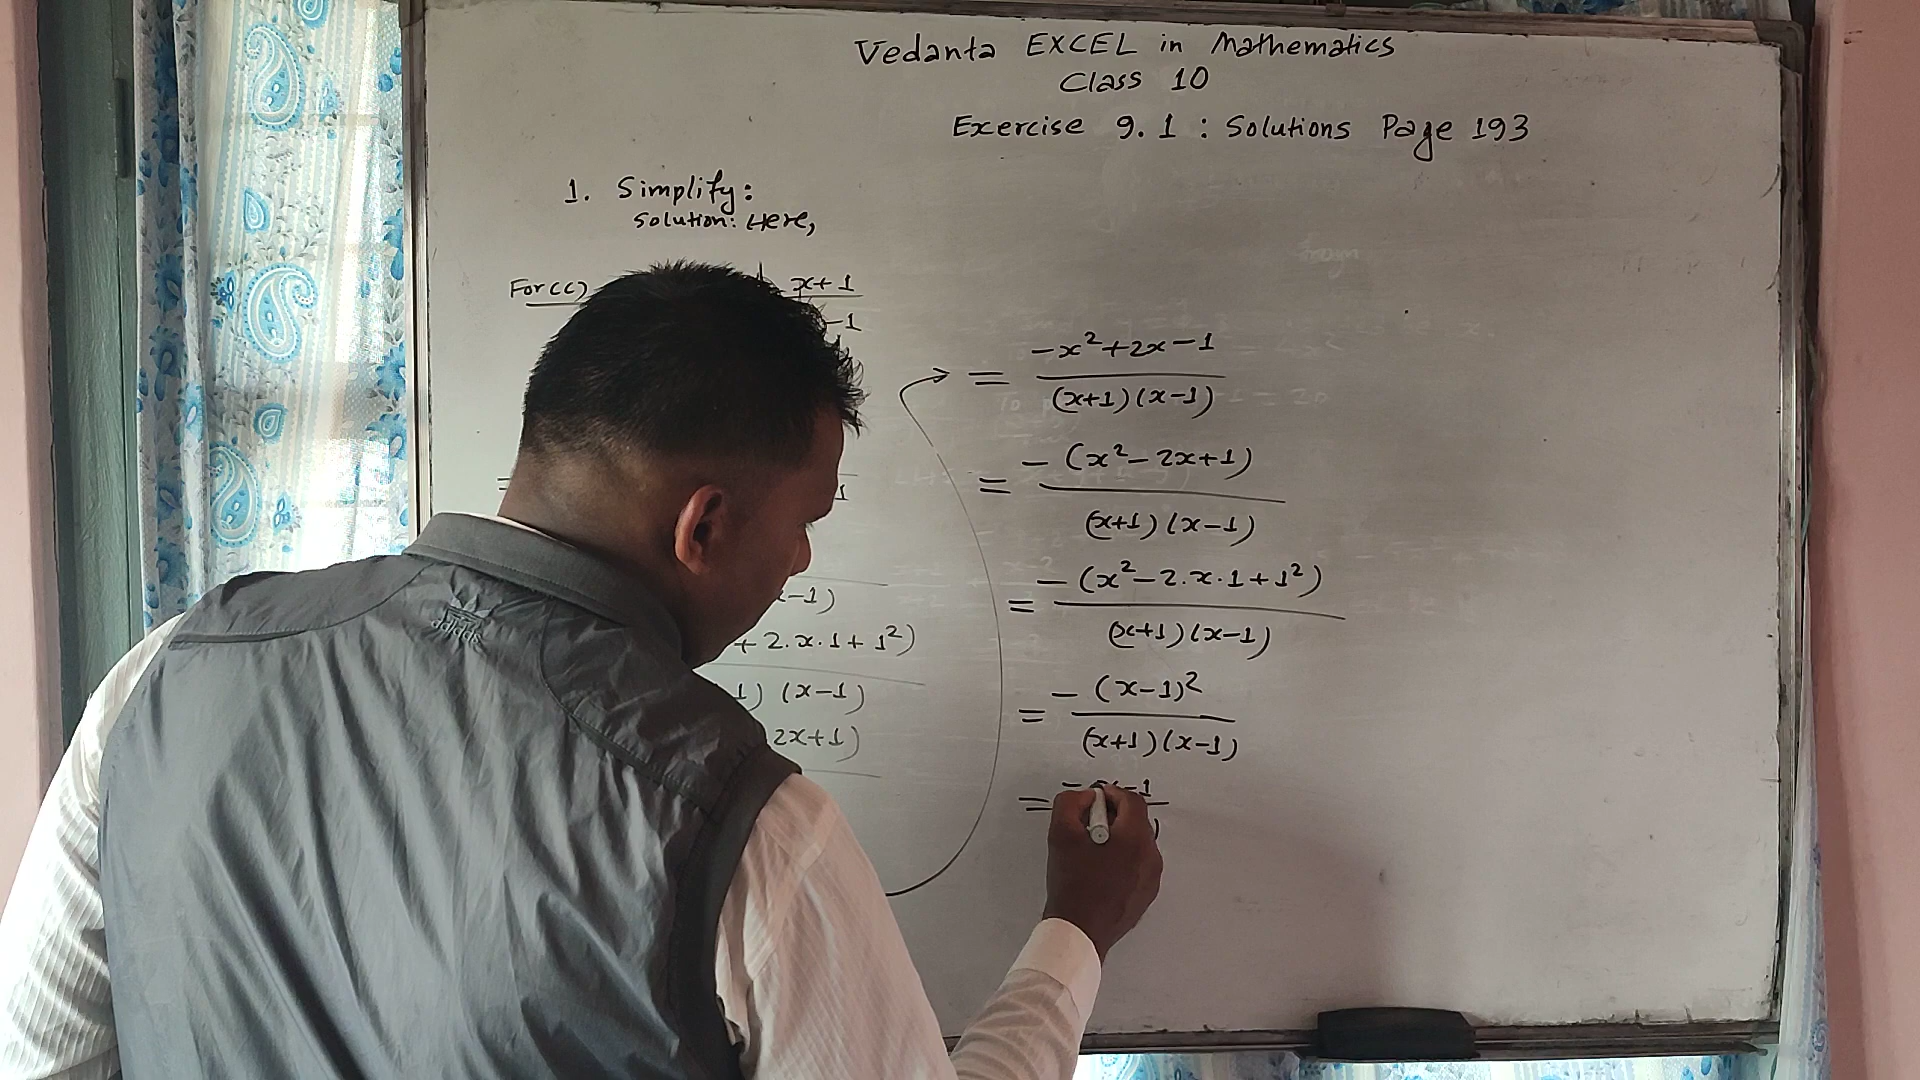 Vedanta EXCEL in Mathematics
Class 10
Exercise 9.1 : Solutions Page 193
1. Simplify:
Solution: Here,
For (c)
x+1
-1
=
1
x-1)
+ 2.x.1 + 1²)
1) (x-1)
2x+1)
= -x²+2x-1
(x+1)(x-1)
= - (x²-2x+1)
(x+1)(x-1)
= - (x²-2.x.1+1²)
(x+1)(x-1)
= - (x-1)²
(x+1)(x-1)
= -
-1
)
adidas